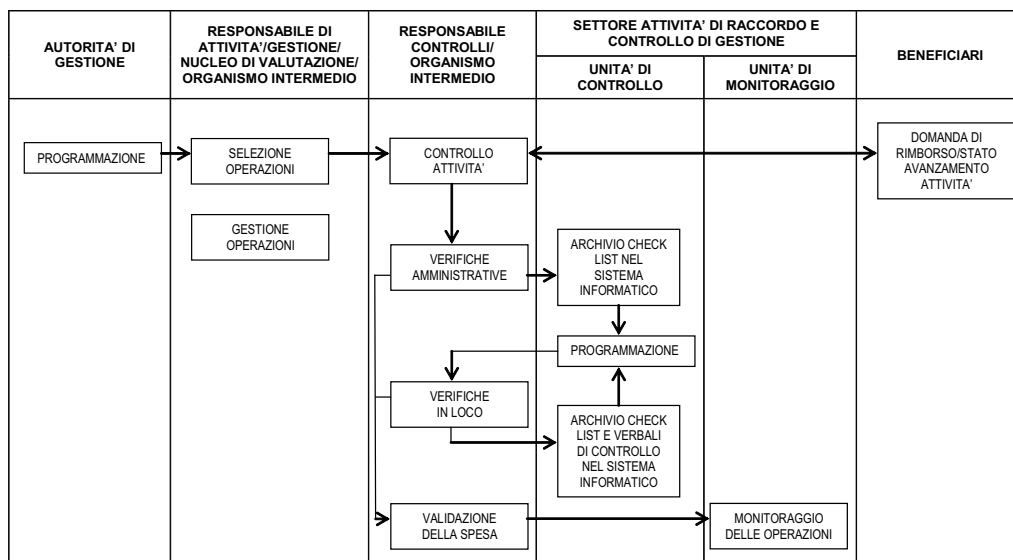 AUTORITA' DI
GESTIONE
RESPONSABILE DI
ATTIVITA'/GESTIONE/
NUCLEO DI VALUTAZIONE/
ORGANISMO INTERMEDIO
RESPONSABILE
CONTROLLI/
ORGANISMO
INTERMEDIO
SETTORE ATTIVITA' DI RACCORDO E
CONTROLLO DI GESTIONE
UNITA' DI
CONTROLLO
UNITA' DI
MONITORAGGIO
BENEFICIARI
PROGRAMMAZIONE
SELEZIONE
OPERAZIONI
CONTROLLO
ATTIVITA'
DOMANDA DI
RIMBORSO/STATO
AVANZAMENTO
ATTIVITA'
GESTIONE
OPERAZIONI
VERIFICHE
AMMINISTRATIVE
ARCHIVIO CHECK
LIST NEL
SISTEMA
INFORMATICO
PROGRAMMAZIONE
VERIFICHE
IN LOCO
ARCHIVIO CHECK
LIST E VERBALI
DI CONTROLLO
NEL SISTEMA
INFORMATICO
VALIDAZIONE
DELLA SPESA
MONITORAGGIO
DELLE OPERAZIONI